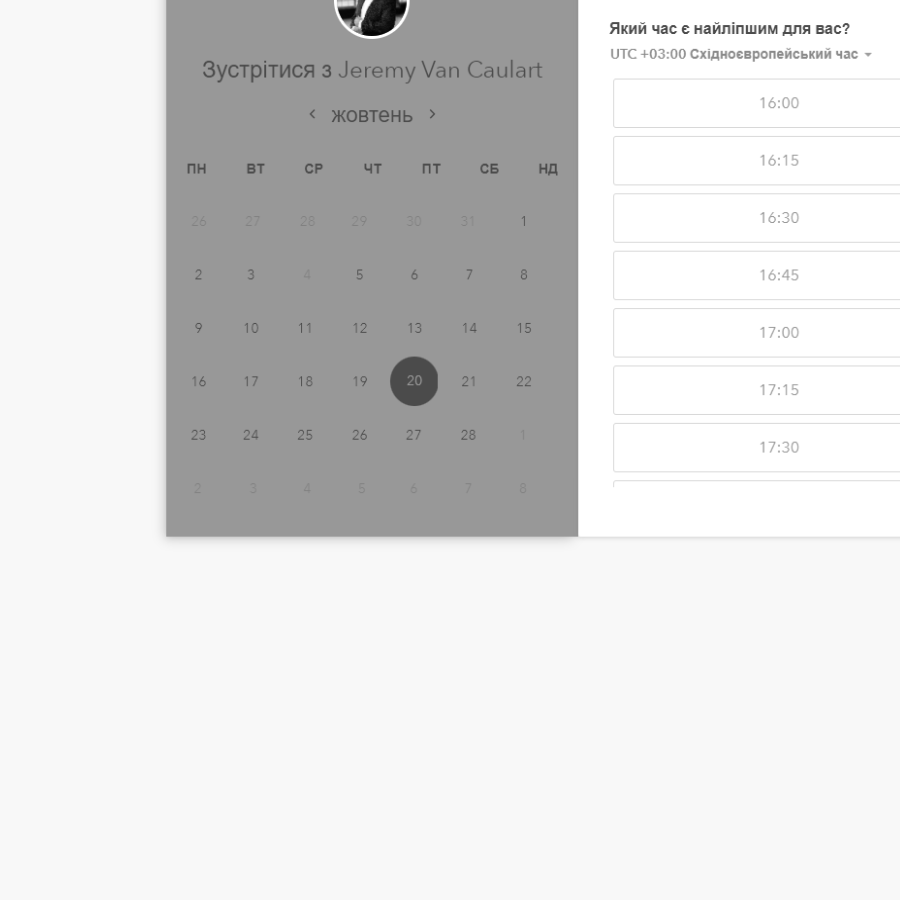 Зустрітися з Jeremy Van Caulart
жовтень
ПН ВТ СР ЧТ ПТ СБ НД
26 27 28 29 30 31 1
2 3 4 5 6 7 8
9 10 11 12 13 14 15
16 17 18 19 20 21 22
23 24 25 26 27 28 1
2 3 4 5 6 7 8
Який час є найліпшим для вас?
UTC +03:00 Східноєвропейський час
16:00
16:15
16:30
16:45
17:00
17:15
17:30